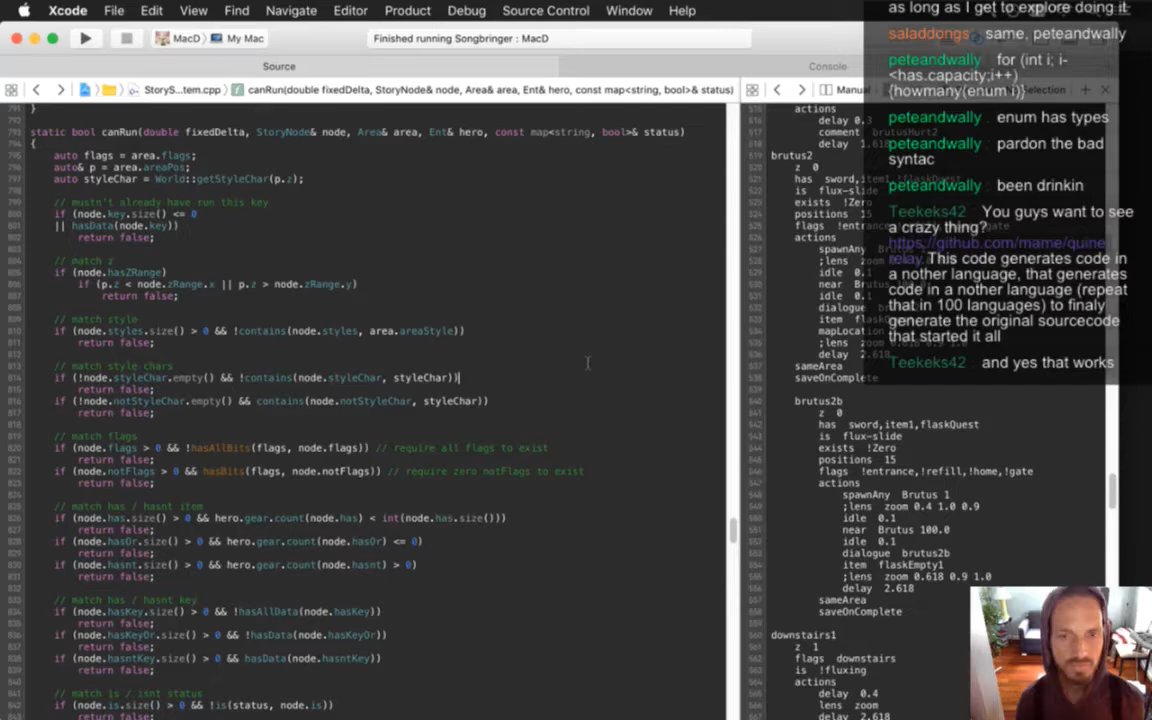 Xcode File Edit View Find Navigate Editor Product Debug Source Control Window Help
MacD My Mac
Finished running Songbringer : MacD
Source
Console
StoryS...tem.cpp canRun(double fixedDelta, StoryNode& node, Area& area, Ent& hero, const map<string, bool>& status)
Manual
}
static bool canRun(double fixedDelta, StoryNode& node, Area& area, Ent& hero, const map<string, bool>& status)
{
auto flags = area.flags;
auto& p = area.areaPos;
auto styleChar = World::getStyleChar(p.z);
// mustn't already have run this key
if (node.key.size() <= 0
|| hasData(node.key))
return false;
// match z
if (node.hasZRange)
if (p.z < node.zRange.x || p.z > node.zRange.y)
return false;
// match style
if (node.styles.size() > 0 && !contains(node.styles, area.areaStyle))
return false;
// match style chars
if (!node.styleChar.empty() && !contains(node.styleChar, styleChar))
return false;
if (!node.notStyleChar.empty() && contains(node.notStyleChar, styleChar))
return false;
// match flags
if (node.flags > 0 && !hasAllBits(flags, node.flags)) // require all flags to exist
return false;
if (node.notFlags > 0 && hasBits(flags, node.notFlags)) // require zero notFlags to exist
return false;
// match has / hasnt item
if (node.has.size() > 0 && hero.gear.count(node.has) < int(node.has.size()))
return false;
if (node.hasOr.size() > 0 && hero.gear.count(node.hasOr) <= 0)
return false;
if (node.hasnt.size() > 0 && hero.gear.count(node.hasnt) > 0)
return false;
// match has / hasnt key
if (node.hasKey.size() > 0 && !hasAllData(node.hasKey))
return false;
if (node.hasKeyOr.size() > 0 && !hasData(node.hasKeyOr))
return false;
if (node.hasntKey.size() > 0 && hasData(node.hasntKey))
return false;
// match is / isnt status
if (node.is.size() > 0 && !is(status, node.is))
return false;
actions
delay 0.3
comment brutusHurt2
delay 1.618
brutus2
z 0
has sword,item1,!flaskQuest
is flux-slide
exists !Zero
positions 15
flags
actions
spawnAny
;lens
idle 0.1
near
idle 0.1
dialogue
item
mapLocation
;lens zoom 0.618 0.9 1.0
delay 2.618
sameArea
saveOnComplete
brutus2b
z 0
has sword,item1,flaskQuest
is flux-slide
exists !Zero
positions 15
flags !entrance,!refill,!home,!gate
actions
spawnAny Brutus 1
;lens zoom 0.4 1.0 0.9
idle 0.1
near Brutus 100.0
idle 0.1
dialogue brutus2b
item flaskEmpty1
;lens zoom 0.618 0.9 1.0
delay 2.618
sameArea
saveOnComplete
downstairs1
z 1
flags downstairs
is !fluxing
actions
delay 0.4
lens zoom
delay 2.618
as long as I get to explore doing it
saladdongs same, peteandwally
peteandwally for (int i; i-
<has.capacity;i++)
{howmany(enum i)}
peteandwally enum has types
peteandwally pardon the bad
syntac
peteandwally been drinkin
Teekeks42 You guys want to see
a crazy thing?
https://github.com/mame/quine
relay This code generates code in
a nother language, that generates
code in a nother language (repeat
that in 100 languages) to finaly
generate the original sourcecode
that started it all
Teekeks42 and yes that works